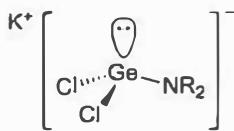 K+ [ Cl Cl Ge NR2 ]−